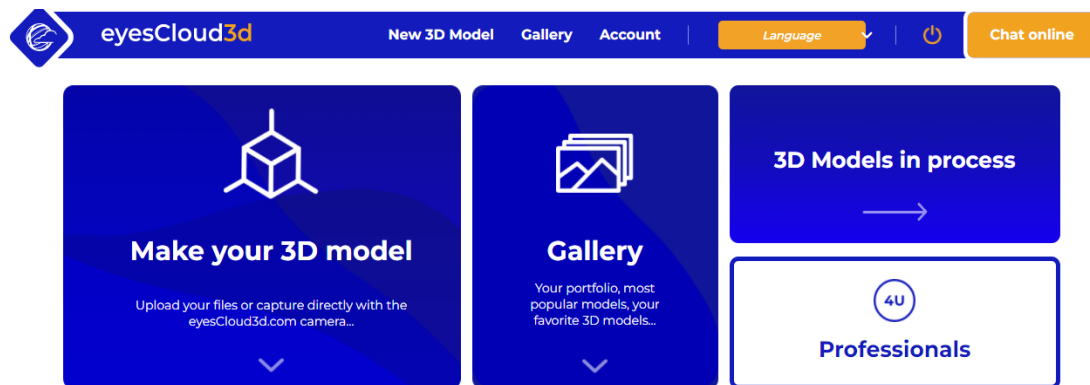 eyesCloud3d
New 3D Model Gallery Account Language Chat online
Make your 3D model
Upload your files or capture directly with the
eyesCloud3d.com camera...
Gallery
Your portfolio, most
popular models, your
favorite 3D models...
3D Models in process
4U
Professionals